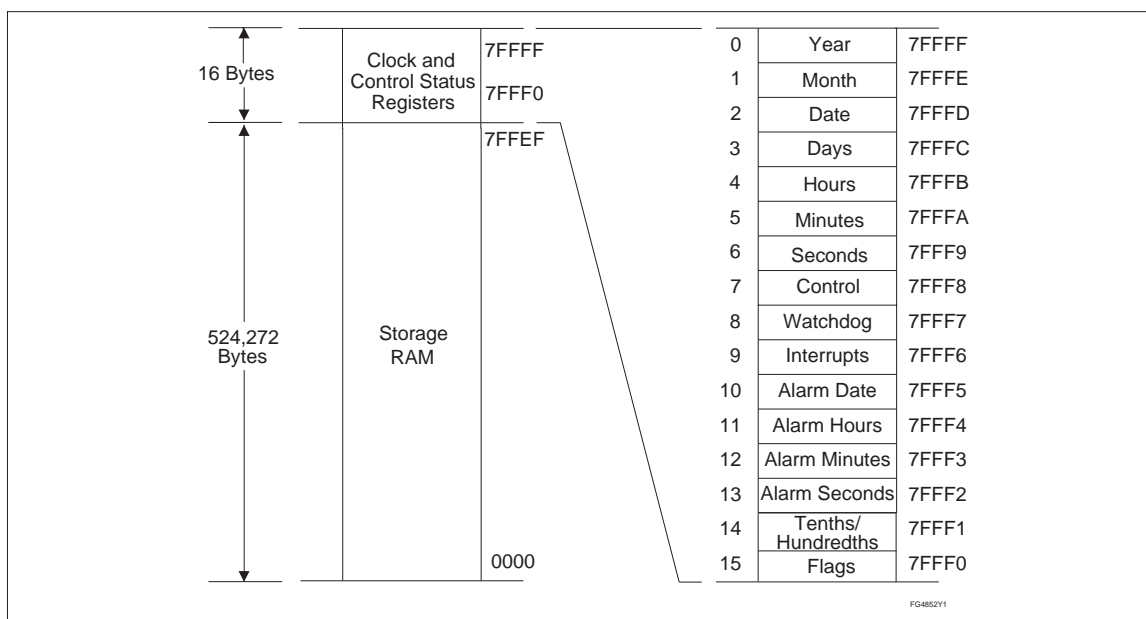 16 Bytes
Clock and
Control Status
Registers
7FFFF
7FFF0
7FFEF
524,272
Bytes
Storage
RAM
0000
0 Year 7FFFF
1 Month 7FFFE
2 Date 7FFFD
3 Days 7FFFC
4 Hours 7FFFB
5 Minutes 7FFFA
6 Seconds 7FFF9
7 Control 7FFF8
8 Watchdog 7FFF7
9 Interrupts 7FFF6
10 Alarm Date 7FFF5
11 Alarm Hours 7FFF4
12 Alarm Minutes 7FFF3
13 Alarm Seconds 7FFF2
14 Tenths/
Hundredths 7FFF1
15 Flags 7FFF0
FG4852Y1